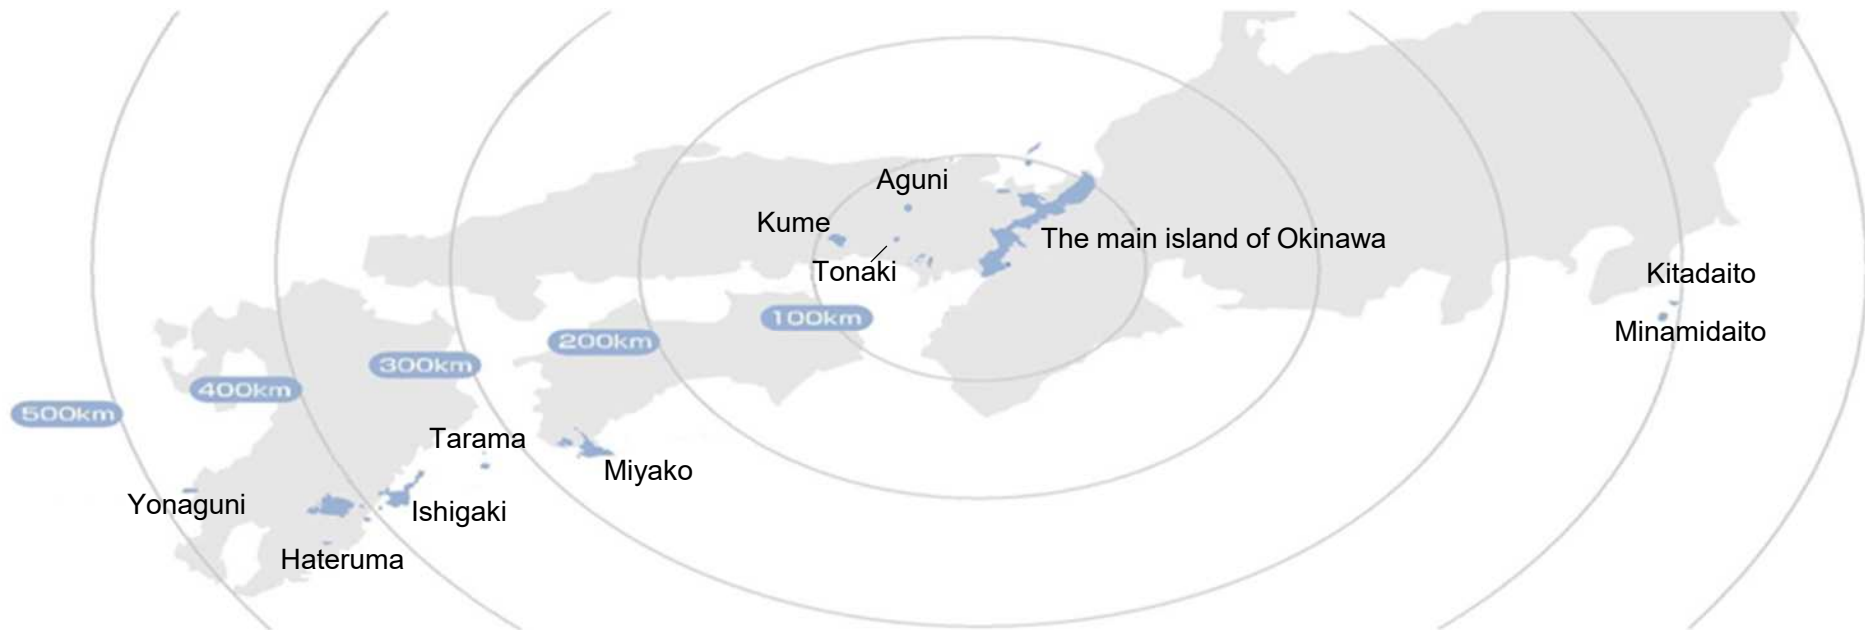 Aguni
Kume
The main island of Okinawa
Tonaki
Kitadaito
100km
Minamidaito
200km
300km
400km
500km
Tarama
Miyako
Yonaguni
Ishigaki
Hateruma